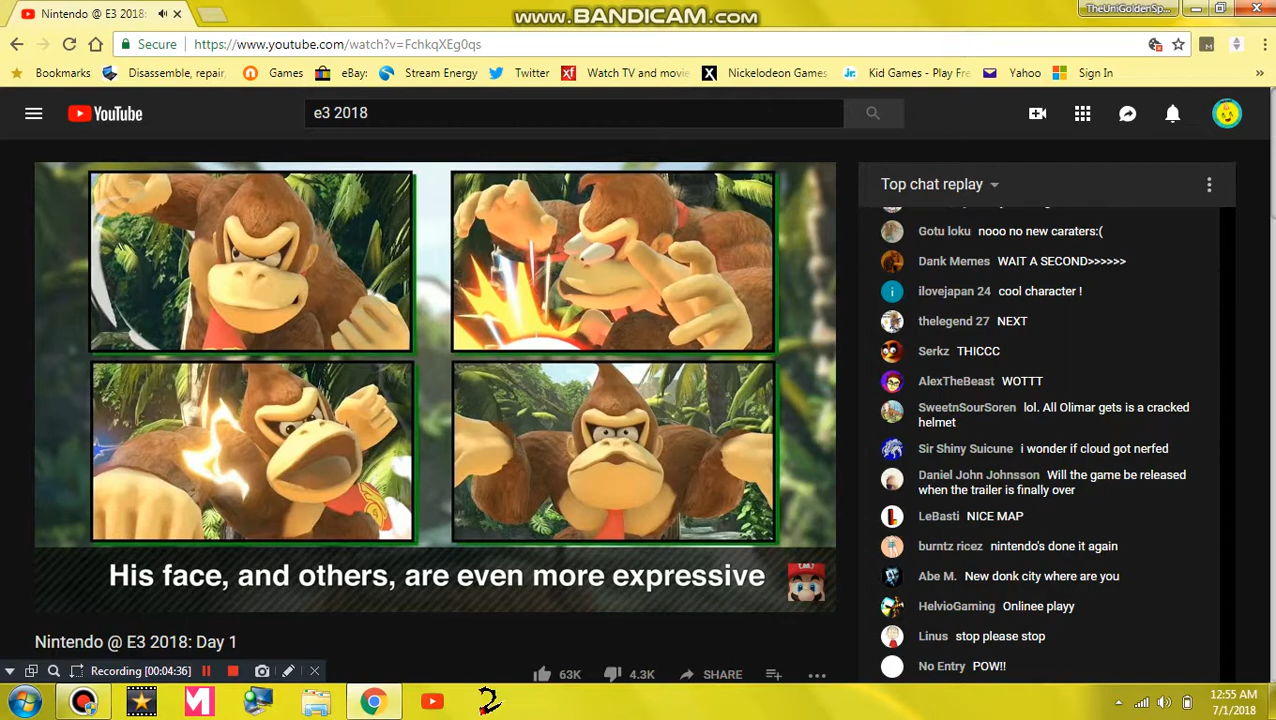 Nintendo @ E3 2018:
www.BANDICAM.com
TheUniGoldenSp...
Secure
https://www.youtube.com/watch?v=FchkqXEg0qs
Bookmarks
Disassemble, repair,
Games
eBy:
Stream Energy
Twitter
Watch TV and movie
NickelodeonGames
Kid Games - Play Fre
Yahoo
Sign In
»
YouTube
e3 2018
Top chat replay
Gotu loku nooo no new caraters:(
Dank Memes WAIT A SECOND>>>>>>
ilovejapan 24 cool character !
thelegend 27 NEXT
Serkz THICCC
AlexTheBeast WOTTT
SweetnSourSoren lol. All Olimar gets is a cracked
helmet
Sir Shiny Suicune i wonder if cloud got nerfed
Daniel John Johnsson Will the game be released
when the trailer is finally over
LeBasti NICE MAP
burntz ricez nintendo's done it again
Abe M. New donk city where are you
HelvioGaming Onlinee playy
Linus stop please stop
No Entry POW!!
His face, and others, are even more expressive
Nintendo @ E3 2018: Day 1
63K
4.3K
SHARE
Recording [00:04:36]
12:55 AM
7/1/2018